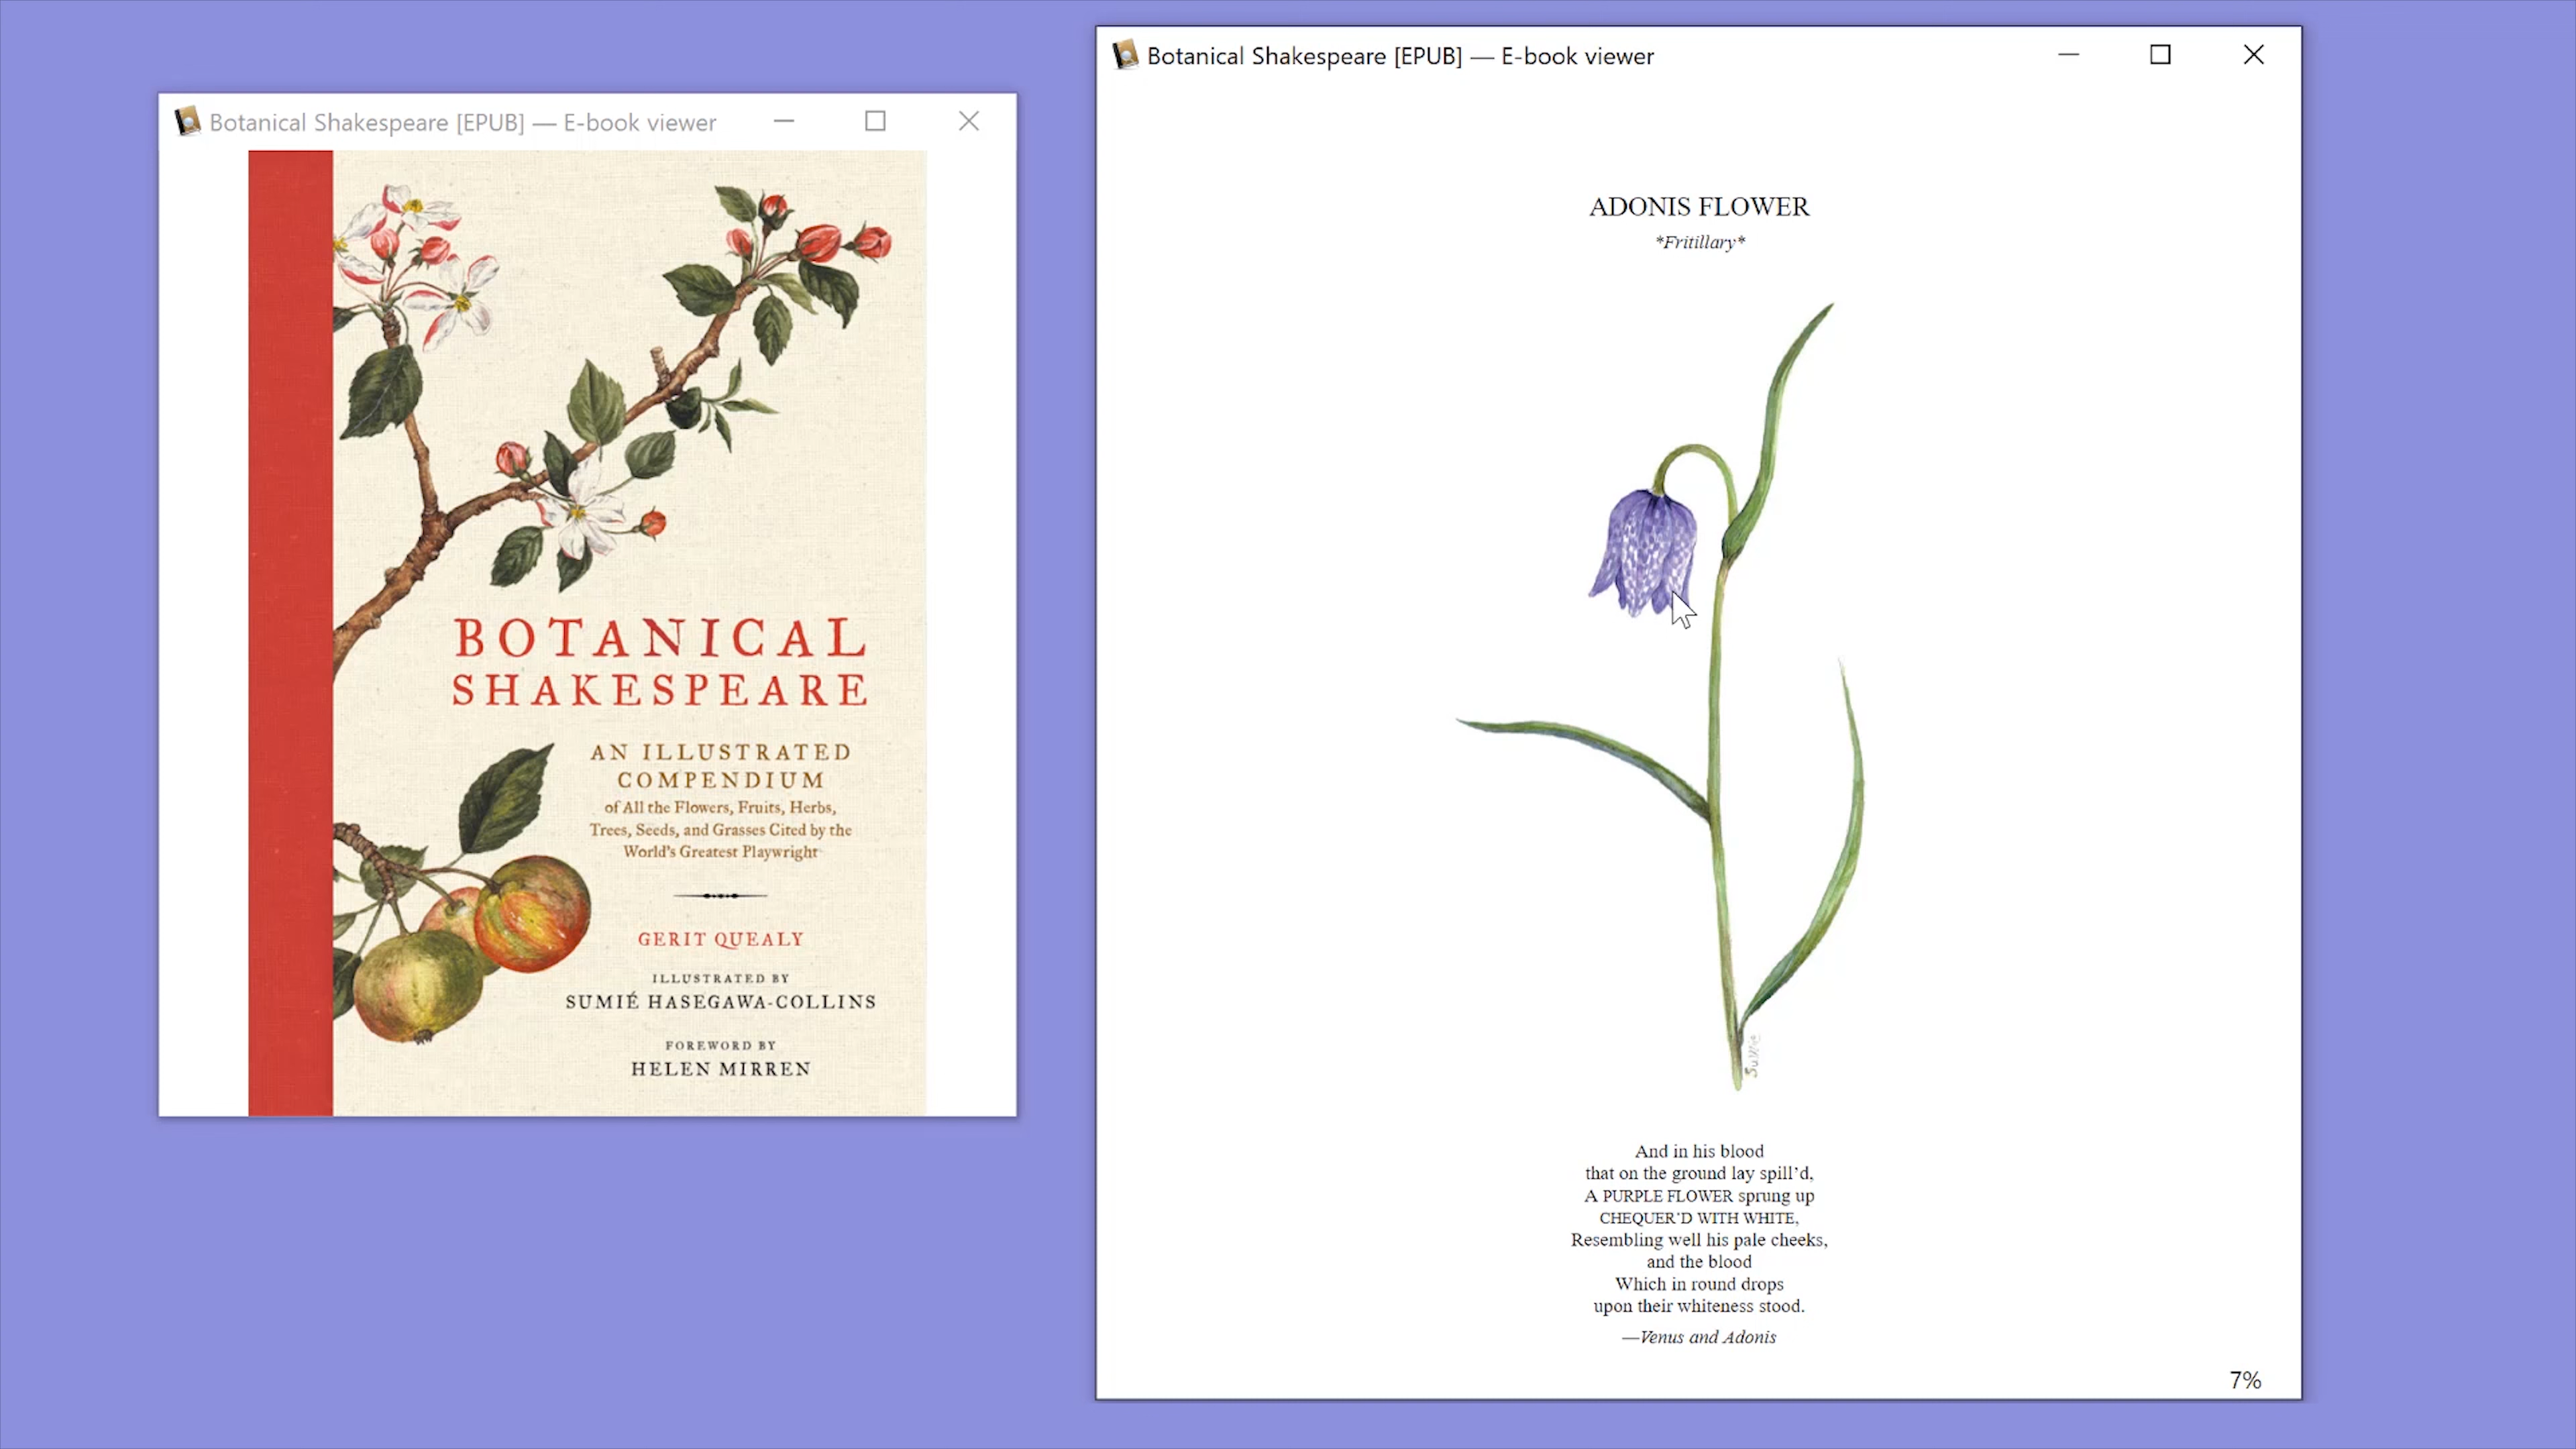 Botanical Shakespeare [EPUB] — E-book viewer
BOTANICAL
SHAKESPEARE
AN ILLUSTRATED
COMPENDIUM
of All the Flowers, Fruits, Herbs,
Trees, Seeds, and Grasses Cited by the
World's Greatest Playwright
GERIT QUEALY
ILLUSTRATED BY
SUMIÉ HASEGAWA-COLLINS
FOREWORD BY
HELEN MIRREN
Botanical Shakespeare [EPUB] — E-book viewer
ADONIS FLOWER
*Fritillary*
Sumié
And in his blood
that on the ground lay spill’d,
A PURPLE FLOWER sprung up
CHEQUER’D WITH WHITE,
Resembling well his pale cheeks,
and the blood
Which in round drops
upon their whiteness stood.
—Venus and Adonis
7%